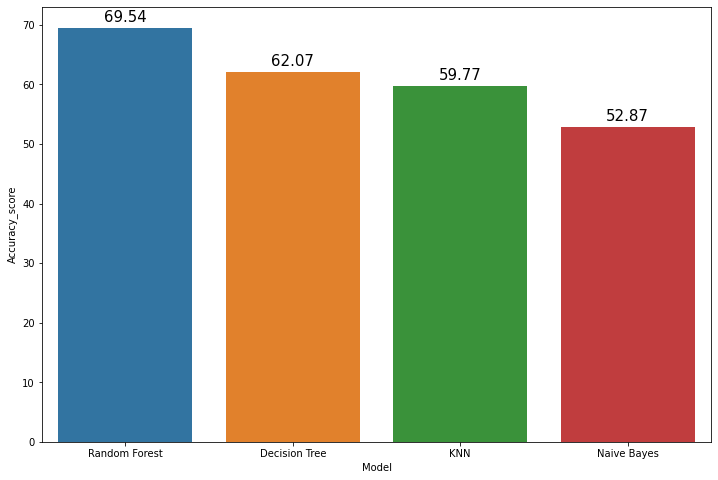 69.54
62.07
59.77
52.87
70
60
50
40
30
20
10
0
Accuracy_score
Random Forest
Decision Tree
KNN
Naive Bayes
Model